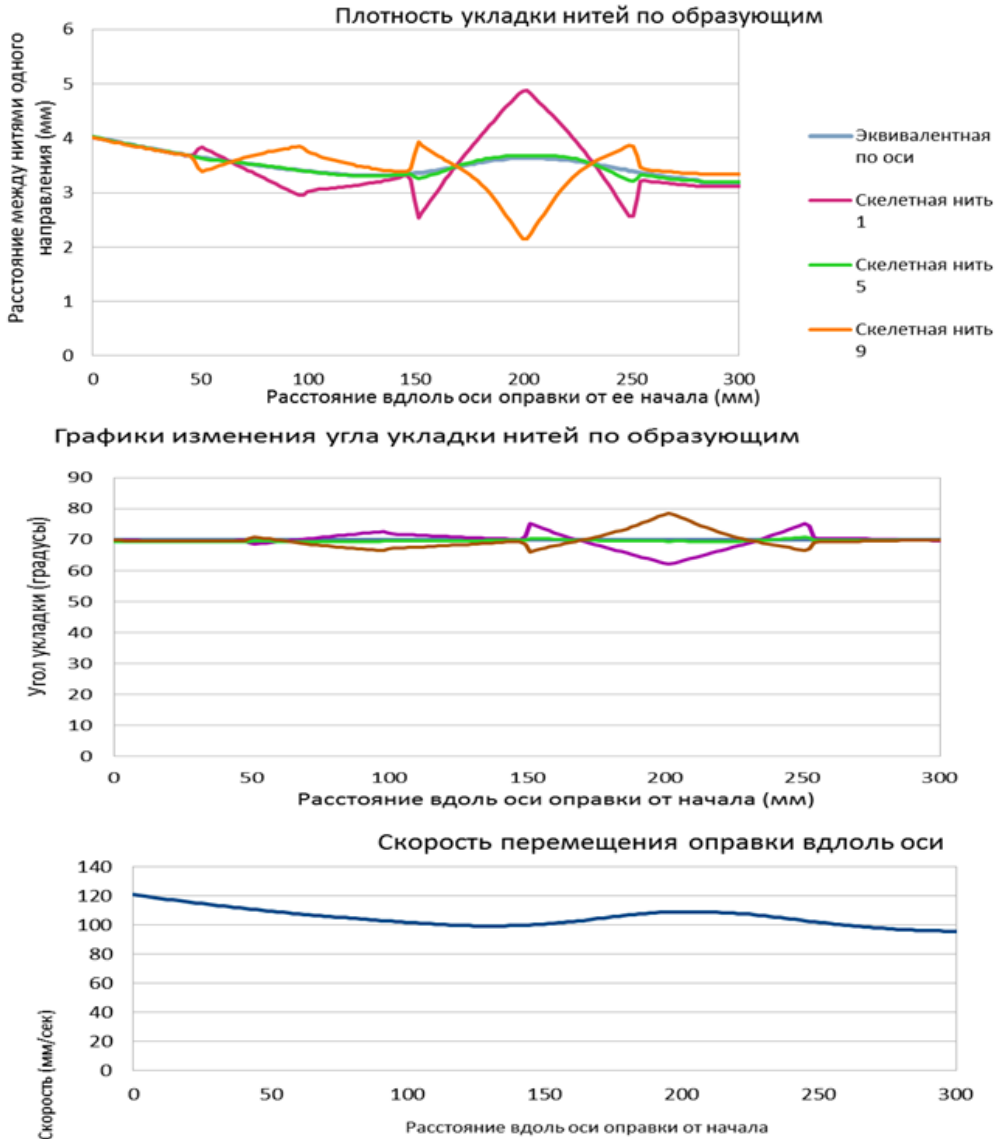 Плотность укладки нитей по образующим
Расстояние между нитями одного
направления (мм)
6
5
4
3
2
1
0
0 50 100 150 200 250 300
Расстояние вдлоль оси оправки от ее начала (мм)
Эквивалентная
по оси
Скелетная нить
1
Скелетная нить
5
Скелетная нить
9
Графики изменения угла укладки нитей по образующим
Угол укладки (градусы)
90
80
70
60
50
40
30
20
10
0
0 50 100 150 200 250 300
Расстояние вдоль оси оправки от начала (мм)
Скорость перемещения оправки вдлоль оси
Скорость (мм/сек)
140
120
100
80
60
40
20
0
0 50 100 150 200 250 300
Расстояние вдоль оси оправки от начала